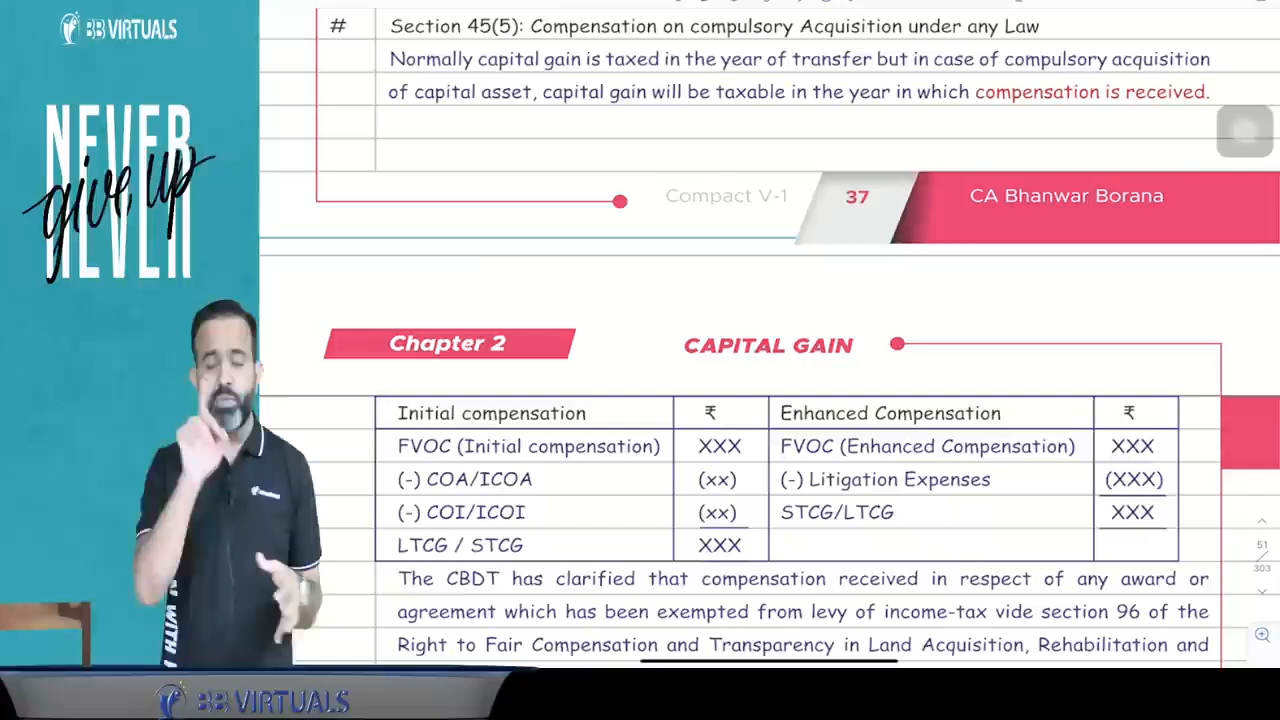 BB VIRTUALS
NEVER
give up
NEVER
# Section 45(5): Compensation on compulsory Acquisition under any Law
Normally capital gain is taxed in the year of transfer but in case of compulsory acquisition
of capital asset, capital gain will be taxable in the year in which compensation is received.
Compact V-1 37 CA Bhanwar Borana
Chapter 2 CAPITAL GAIN
Initial compensation ₹ Enhanced Compensation ₹
FVOC (Initial compensation) XXX FVOC (Enhanced Compensation) XXX
(-) COA/ICOA (xx) (-) Litigation Expenses (XXX)
(-) COI/ICOI (xx) STCG/LTCG XXX
LTCG / STCG XXX
The CBDT has clarified that compensation received in respect of any award or
agreement which has been exempted from levy of income-tax vide section 96 of the
Right to Fair Compensation and Transparency in Land Acquisition, Rehabilitation and
51
303
BB VIRTUALS